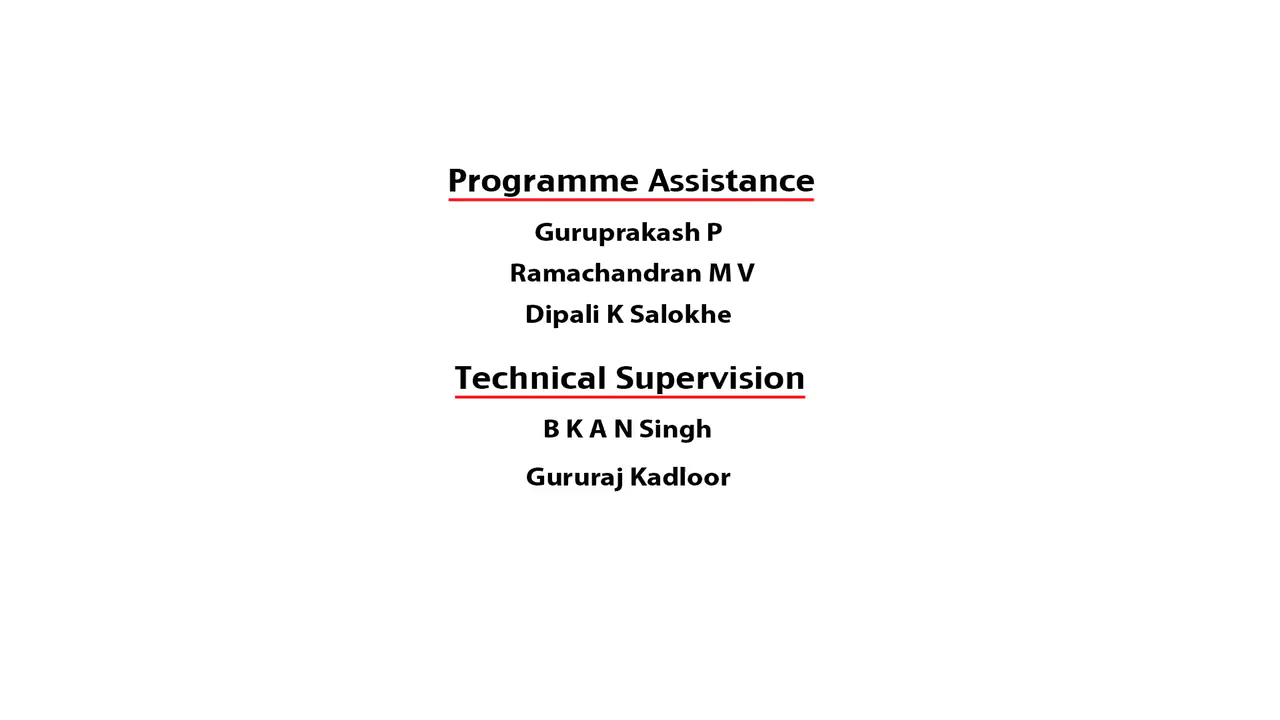 Programme Assistance
Guruprakash P
Ramachandran M V
Dipali K Salokhe
Technical Supervision
B K A N Singh
Gururaj Kadloor